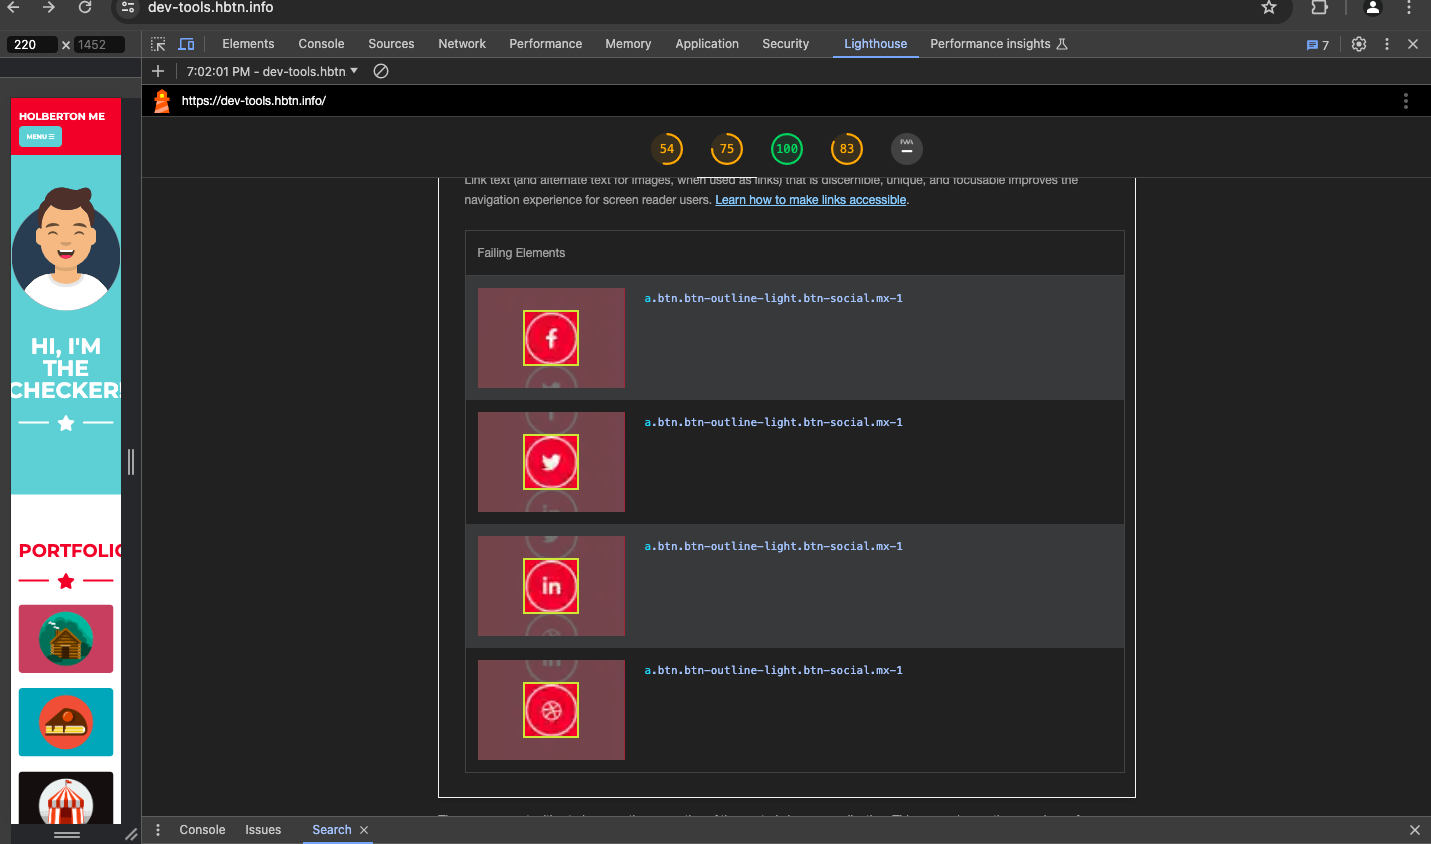 dev-tools.hbtn.info
220 × 1452
Elements Console Sources Network Performance Memory Application Security Lighthouse Performance insights 7
7:02:01 PM - dev-tools.hbtn
https://dev-tools.hbtn.info/
54 75 100 83 PWA
HOLBERTON ME
MENU
HI, I'M
THE
CHECKER!
PORTFOLIO
Link text (and alternate text for images, when used as links) that is discernible, unique, and focusable improves the
navigation experience for screen reader users. Learn how to make links accessible.
Failing Elements
f
a.btn.btn-outline-light.btn-social.mx-1
a.btn.btn-outline-light.btn-social.mx-1
in
a.btn.btn-outline-light.btn-social.mx-1
a.btn.btn-outline-light.btn-social.mx-1
Console Issues Search